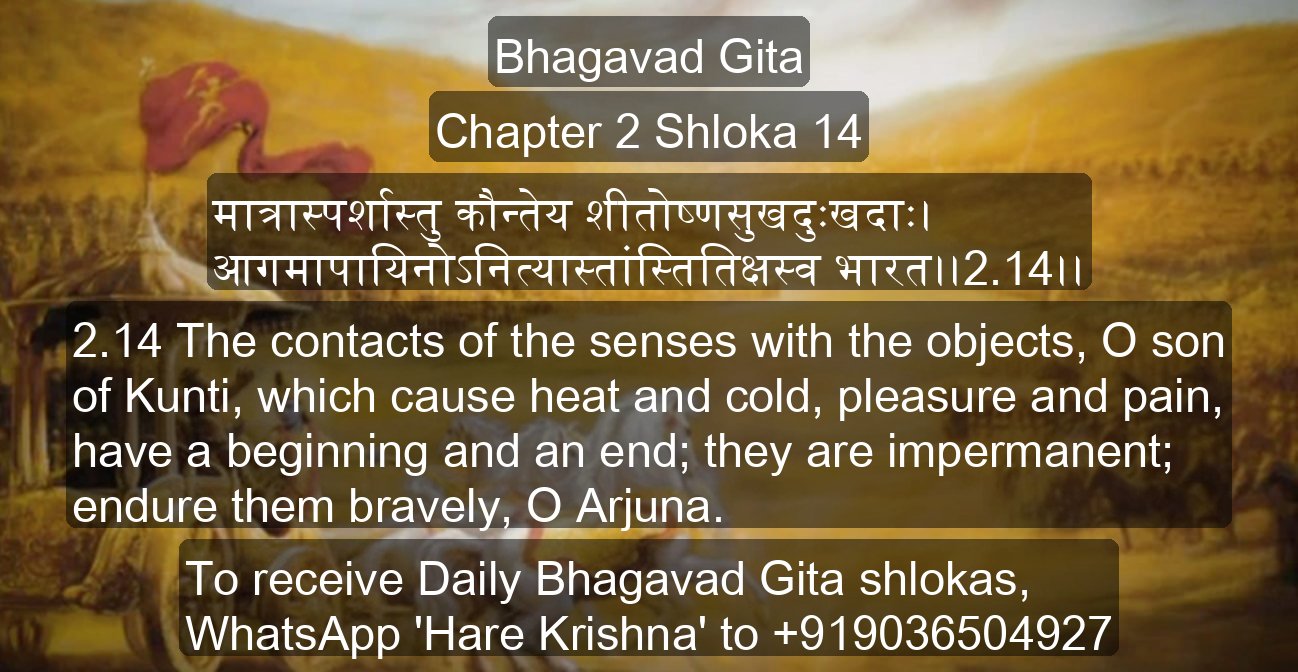 Bhagavad Gita
Chapter 2 Shloka 14
मात्रास्पर्शास्तु कौन्तेय शीतोष्णसुखदुःखदाः।
आगमापायिनोऽनित्यास्तांस्तितिक्षस्व भारत।।2.14।।
2.14 The contacts of the senses with the objects, O son
of Kunti, which cause heat and cold, pleasure and pain,
have a beginning and an end; they are impermanent;
endure them bravely, O Arjuna.
To receive Daily Bhagavad Gita shlokas,
WhatsApp 'Hare Krishna' to +919036504927